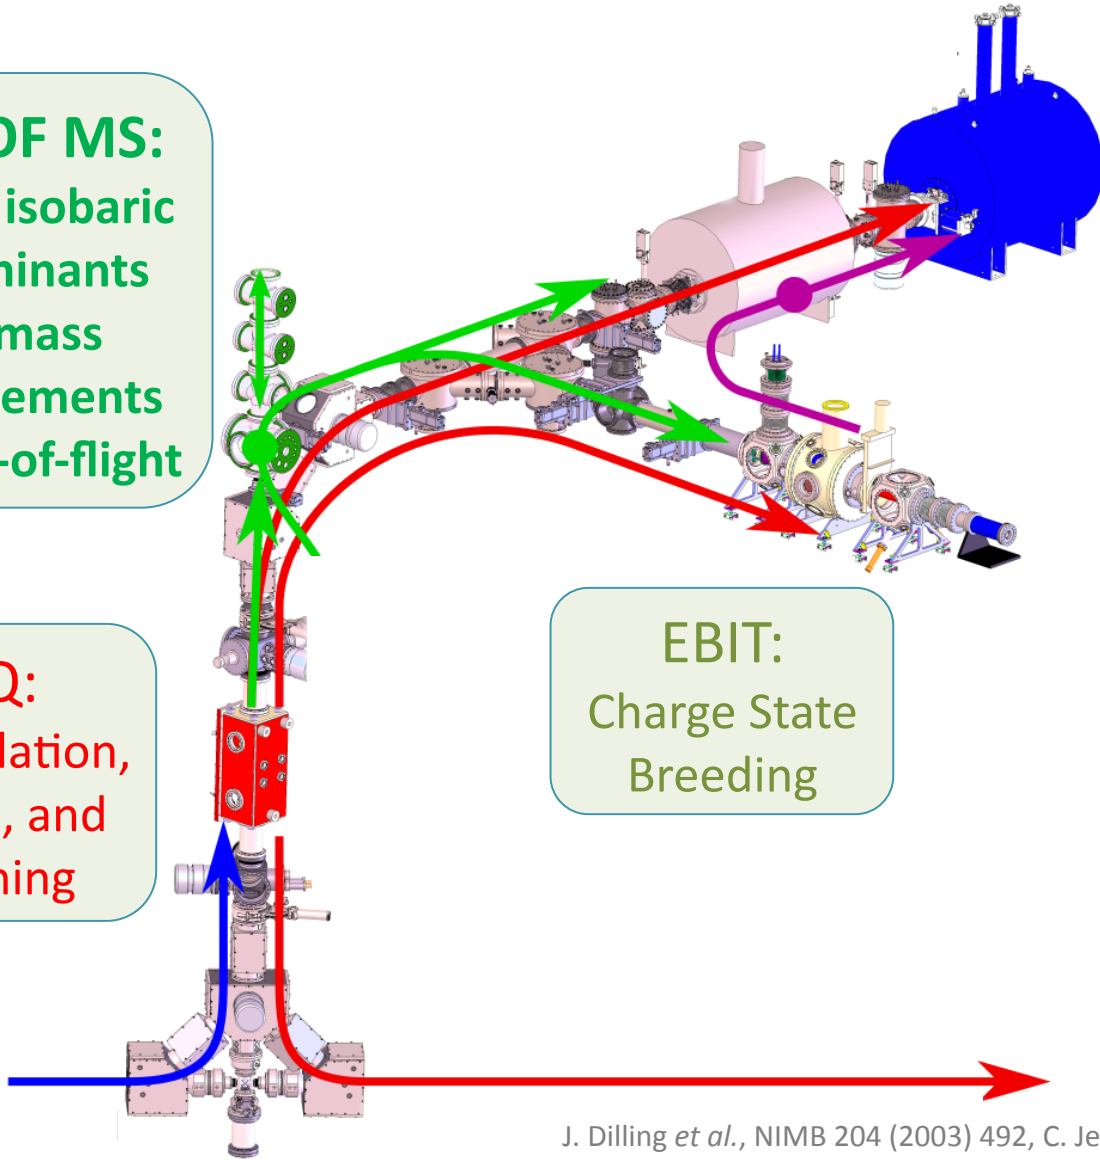 OF MS:
isobaric
minants
mass
ements
-of-flight
Q:
lation,
, and
ning
EBIT:
Charge State
Breeding
J. Dilling et al., NIMB 204 (2003) 492, C. Je